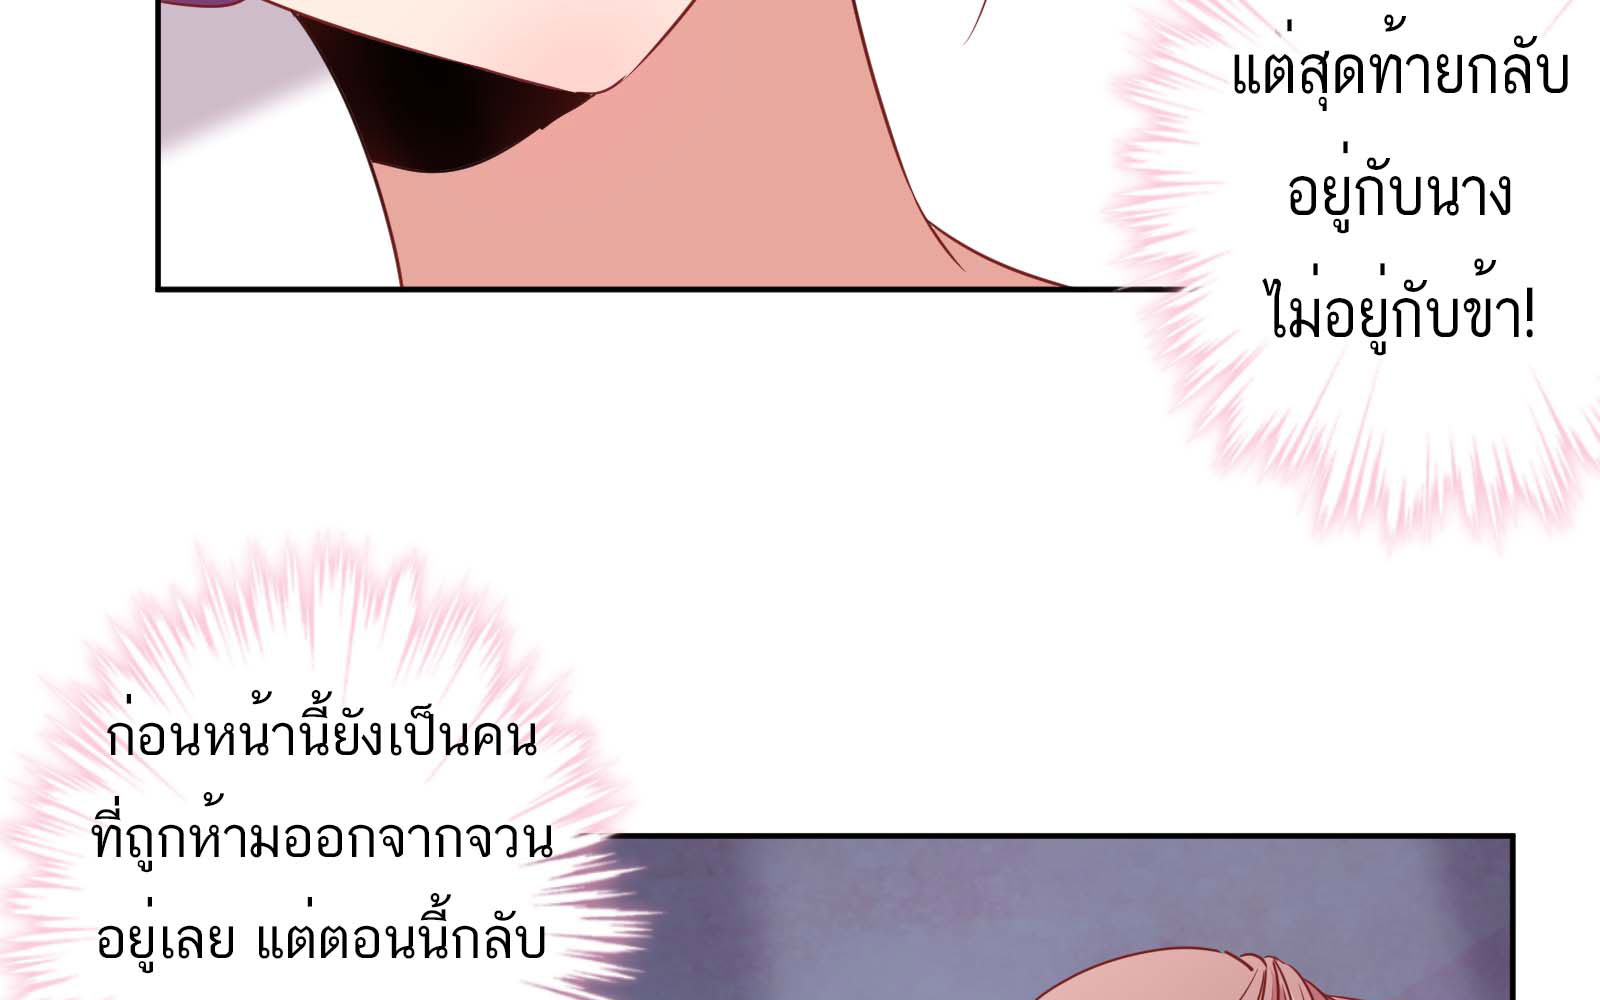 แต่สุดท้ายกลับ
อยู่กับนาง
ไม่อยู่กับข้า!
ก่อนหน้านี้ยังเป็นคน
ที่ถูกห้ามออกจากจวน
อยู่เลย แต่ตอนนี้กลับ